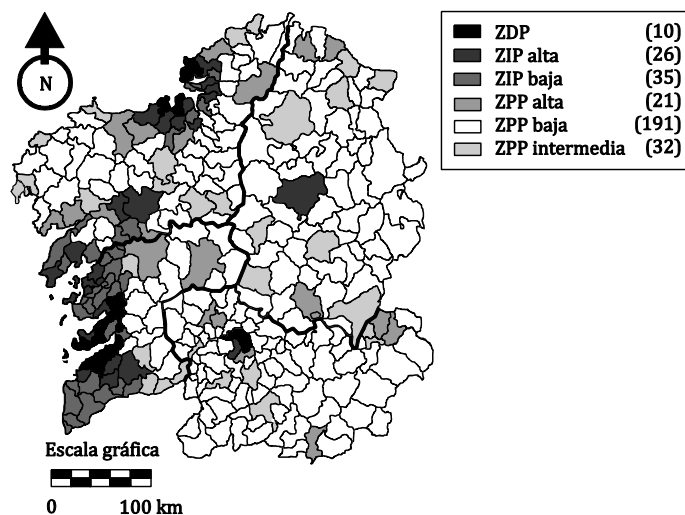 N
ZDP (10)
ZIP alta (26)
ZIP baja (35)
ZPP alta (21)
ZPP baja (191)
ZPP intermedia (32)
Escala gráfica
0 100 km